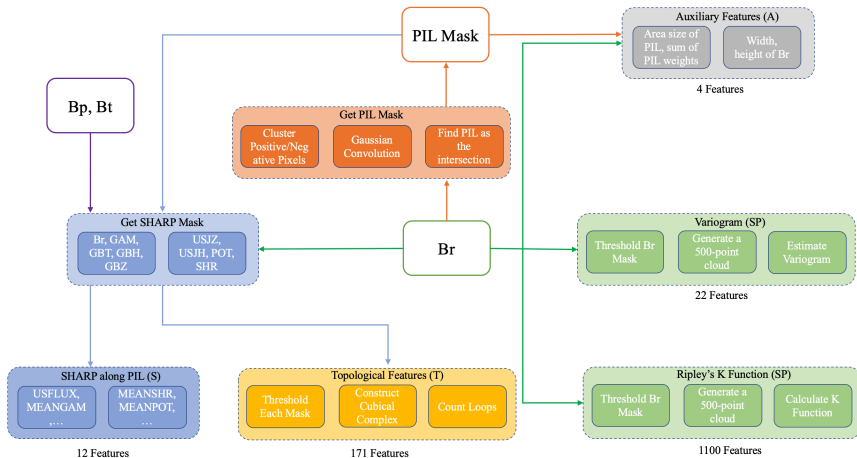 PIL Mask
Auxiliary Features (A)
Area size of
PIL, sum of
PIL weights
Width,
height of Br
4 Features
Bp, Bt
Get PIL Mask
Cluster
Positive/Neg
ative Pixels
Gaussian
Convolution
Find PIL as
the
intersection
Get SHARP Mask
Br, GAM,
GBT, GBH,
GBZ
USJZ,
USJH, POT,
SHR
Br
Variogram (SP)
Threshold Br
Mask
Generate a
500-point
cloud
Estimate
Variogram
22 Features
SHARP along PIL (S)
USFLUX,
MEANGAM
,…
MEANSHR,
MEANPOT,
…
12 Features
Topological Features (T)
Threshold
Each Mask
Construct
Cubical
Complex
Count Loops
171 Features
Ripley's K Function (SP)
Threshold Br
Mask
Generate a
500-point
cloud
Calculate K
Function
1100 Features